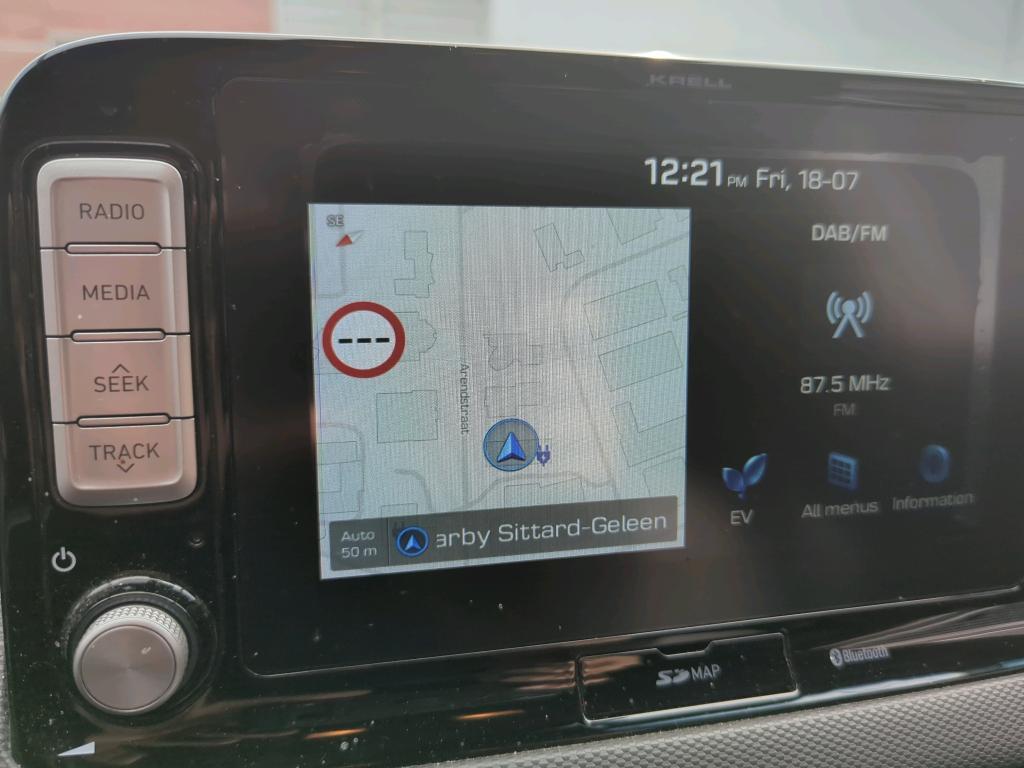 KRELL
12:21 PM Fri, 18-07
RADIO
MEDIA
SEEK
TRACK
SE
---
Arendstraat
Auto
50 m
arby Sittard-Geleen
DAB/FM
87.5 MHz
FM
EV
All menus
Information
SD MAP
Bluetooth